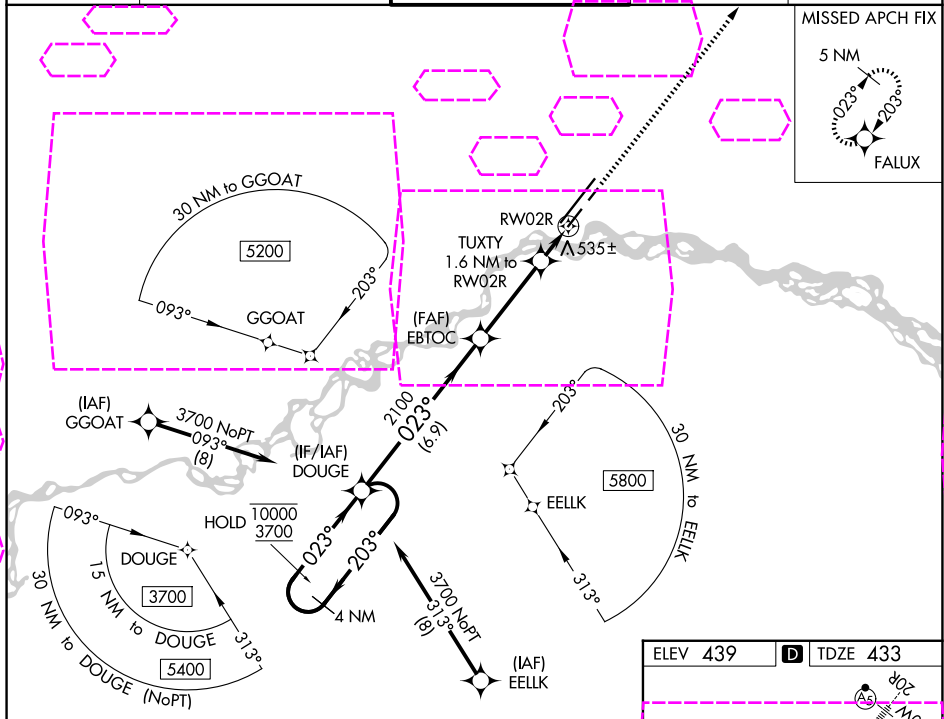 MISSED APCH FIX
5 NM
023°
203°
FALUX
30 NM to GGOAT
5200
203°
093°
GGOAT
RW02R
535±
TUXTY
1.6 NM to
RW02R
(FAF)
EBTOC
2100
023°
(6.9)
(IAF)
GGOAT
3700 NoPT
093°
(8)
(IF/IAF)
DOUGE
HOLD
10000
3700
023°
203°
4 NM
203°
30 NM to EELLK
5800
EELLK
313°
093°
DOUGE
3700
15 NM to DOUGE
313°
5400
30 NM to DOUGE (NoPT)
3700 NoPT
313°
(8)
(IAF)
EELLK
ELEV 439
D
TDZE 433
A5
20R